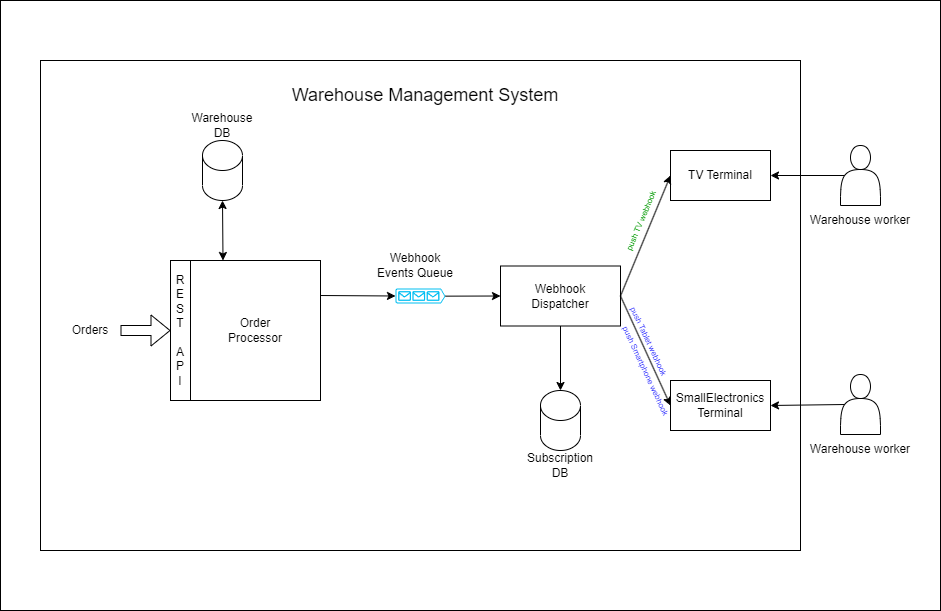 Warehouse Management System
Warehouse
DB
TV Terminal
push TV webhook
Warehouse worker
Webhook
Events Queue
REST API
Order
Processor
Webhook
Dispatcher
Orders
push Tablet webhook
push Smartphone webhook
SmallElectronics
Terminal
Warehouse worker
Subscription
DB